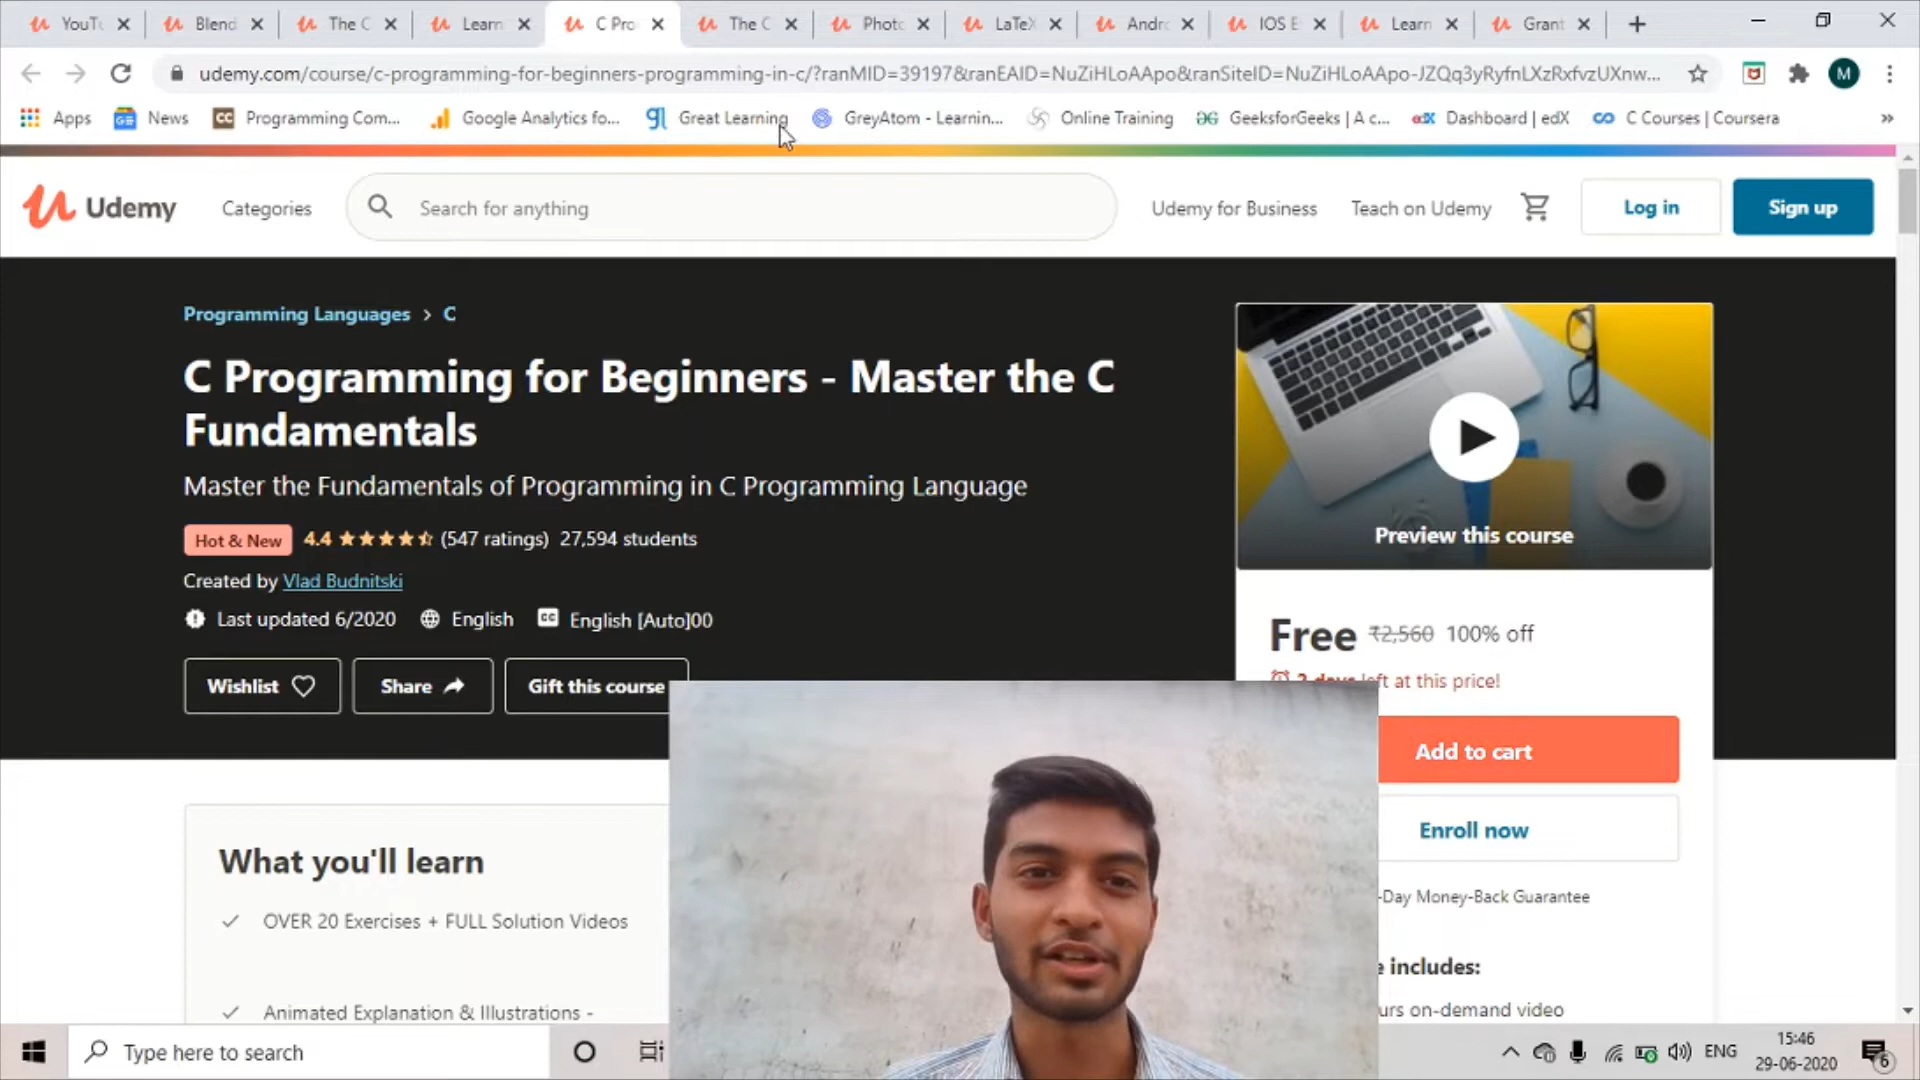 YouTu
Blend
The C
Learn
C Pro
The C
Photo
LaTeX
Andro
IOS E
Learn
Grant
udemy.com/course/c-programming-for-beginners-programming-in-c/?ranMID=39197&ranEAID=NuZiHLoAApo&ranSiteID=NuZiHLoAApo-JZQq3yRyfnLXzRxfvzUXnw...
M
Apps
News
Programming Com...
Google Analytics fo...
Great Learning
GreyAtom - Learnin...
Online Training
GeeksforGeeks | A c...
Dashboard | edX
C Courses | Coursera
Udemy
Categories
Search for anything
Udemy for Business
Teach on Udemy
Log in
Sign up
Programming Languages > C
C Programming for Beginners - Master the C
Fundamentals
Master the Fundamentals of Programming in C Programming Language
Hot & New 4.4 (547 ratings) 27,594 students
Created by Vlad Budnitski
Last updated 6/2020 English English [Auto]00
Wishlist
Share
Gift this course
Preview this course
Free ₹2,560 100% off
2 days left at this price!
Add to cart
Enroll now
-Day Money-Back Guarantee
includes:
urs on-demand video
What you'll learn
OVER 20 Exercises + FULL Solution Videos
Animated Explanation & Illustrations -
Type here to search
ENG
15:46
29-06-2020
6